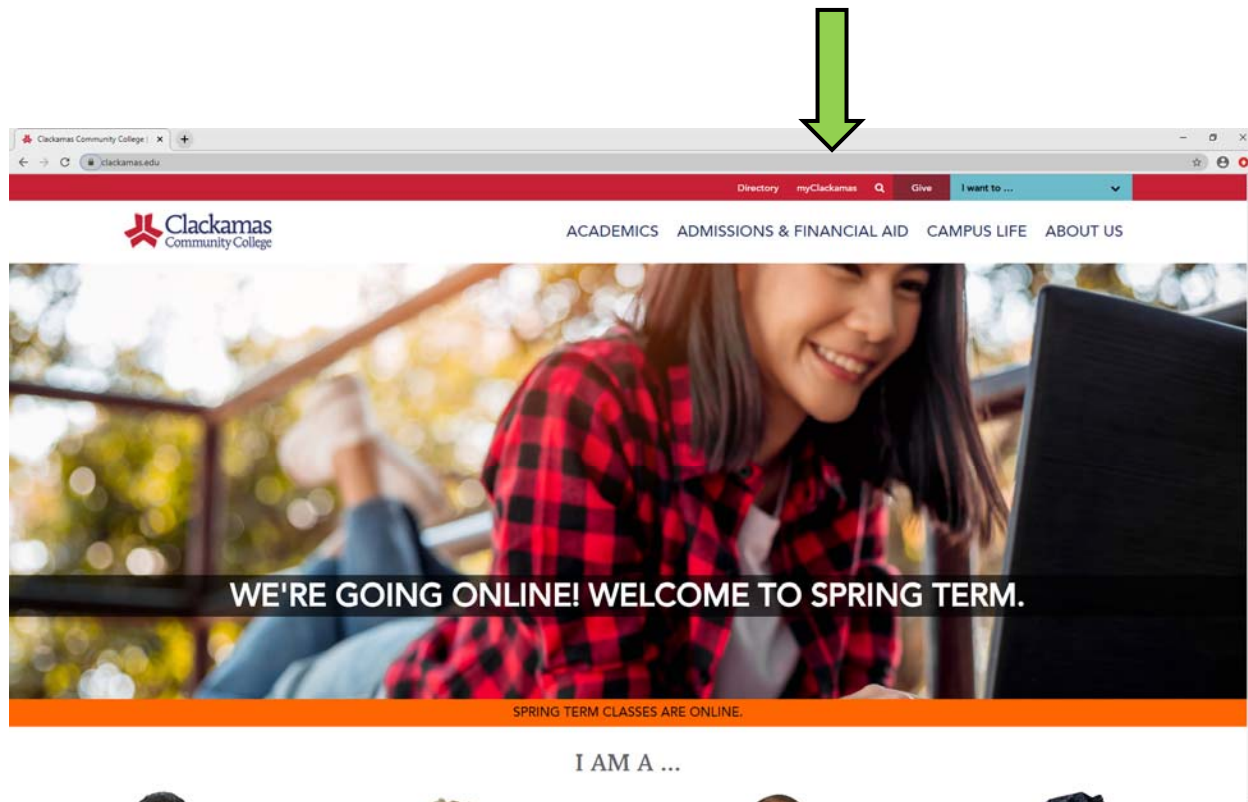 Clackamas Community College |
clackamas.edu
Directory myClackamas Give I want to ...
Clackamas
Community College
ACADEMICS ADMISSIONS & FINANCIAL AID CAMPUS LIFE ABOUT US
WE'RE GOING ONLINE! WELCOME TO SPRING TERM.
SPRING TERM CLASSES ARE ONLINE.
I AM A ...